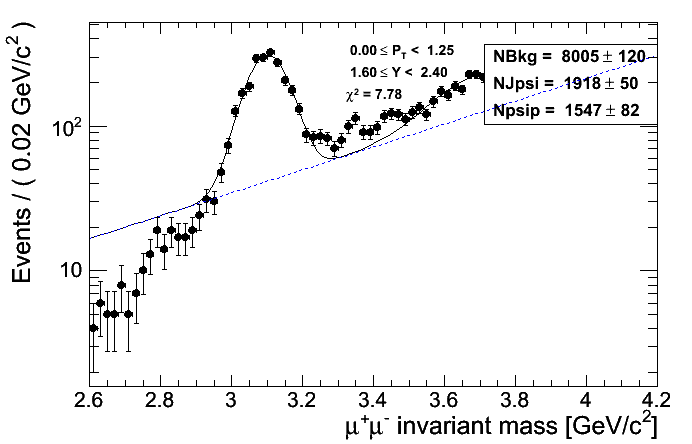 Events / ( 0.02 GeV/c² )
10²
10
0.00 ≤ P_T < 1.25
1.60 ≤ Y < 2.40
χ² = 7.78
NBkg = 8005 ± 120
NJpsi = 1918 ± 50
Npsip = 1547 ± 82
2.6 2.8 3 3.2 3.4 3.6 3.8 4 4.2
μ⁺μ⁻ invariant mass [GeV/c²]